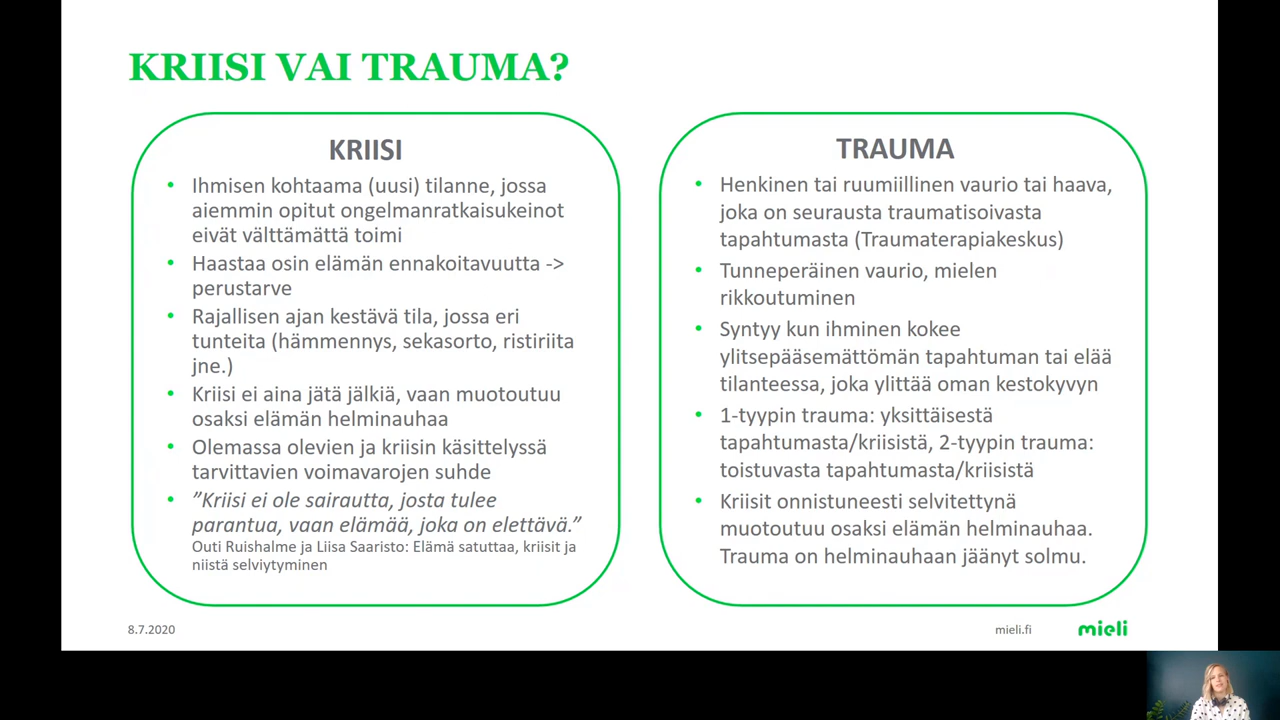 KRIISI VAI TRAUMA?
KRIISI
• Ihmisen kohtaama (uusi) tilanne, jossa
aiemmin opitut ongelmanratkaisukeinot
eivät välttämättä toimi
• Haastaa osin elämän ennakoitavuutta ->
perustarve
• Rajallisen ajan kestävä tila, jossa eri
tunteita (hämmennys, sekasorto, ristiriita
jne.)
• Kriisi ei aina jätä jälkiä, vaan muotoutuu
osaksi elämän helminauhaa
• Olemassa olevien ja kriisin käsittelyssä
tarvittavien voimavarojen suhde
• ”Kriisi ei ole sairautta, josta tulee
parantua, vaan elämää, joka on elettävä.”
Outi Ruishalme ja Liisa Saaristo: Elämä satuttaa, kriisit ja
niistä selviytyminen
TRAUMA
• Henkinen tai ruumiillinen vaurio tai haava,
joka on seurausta traumatisoivasta
tapahtumasta (Traumaterapiakeskus)
• Tunneperäinen vaurio, mielen
rikkoutuminen
• Syntyy kun ihminen kokee
ylitsepääsemättömän tapahtuman tai elää
tilanteessa, joka ylittää oman kestokyvyn
• 1-tyypin trauma: yksittäisestä
tapahtumasta/kriisistä, 2-tyypin trauma:
toistuvasta tapahtumasta/kriisistä
• Kriisit onnistuneesti selvitettynä
muotoutuu osaksi elämän helminauhaa.
Trauma on helminauhaan jäänyt solmu.
8.7.2020
mieli.fi
mieli